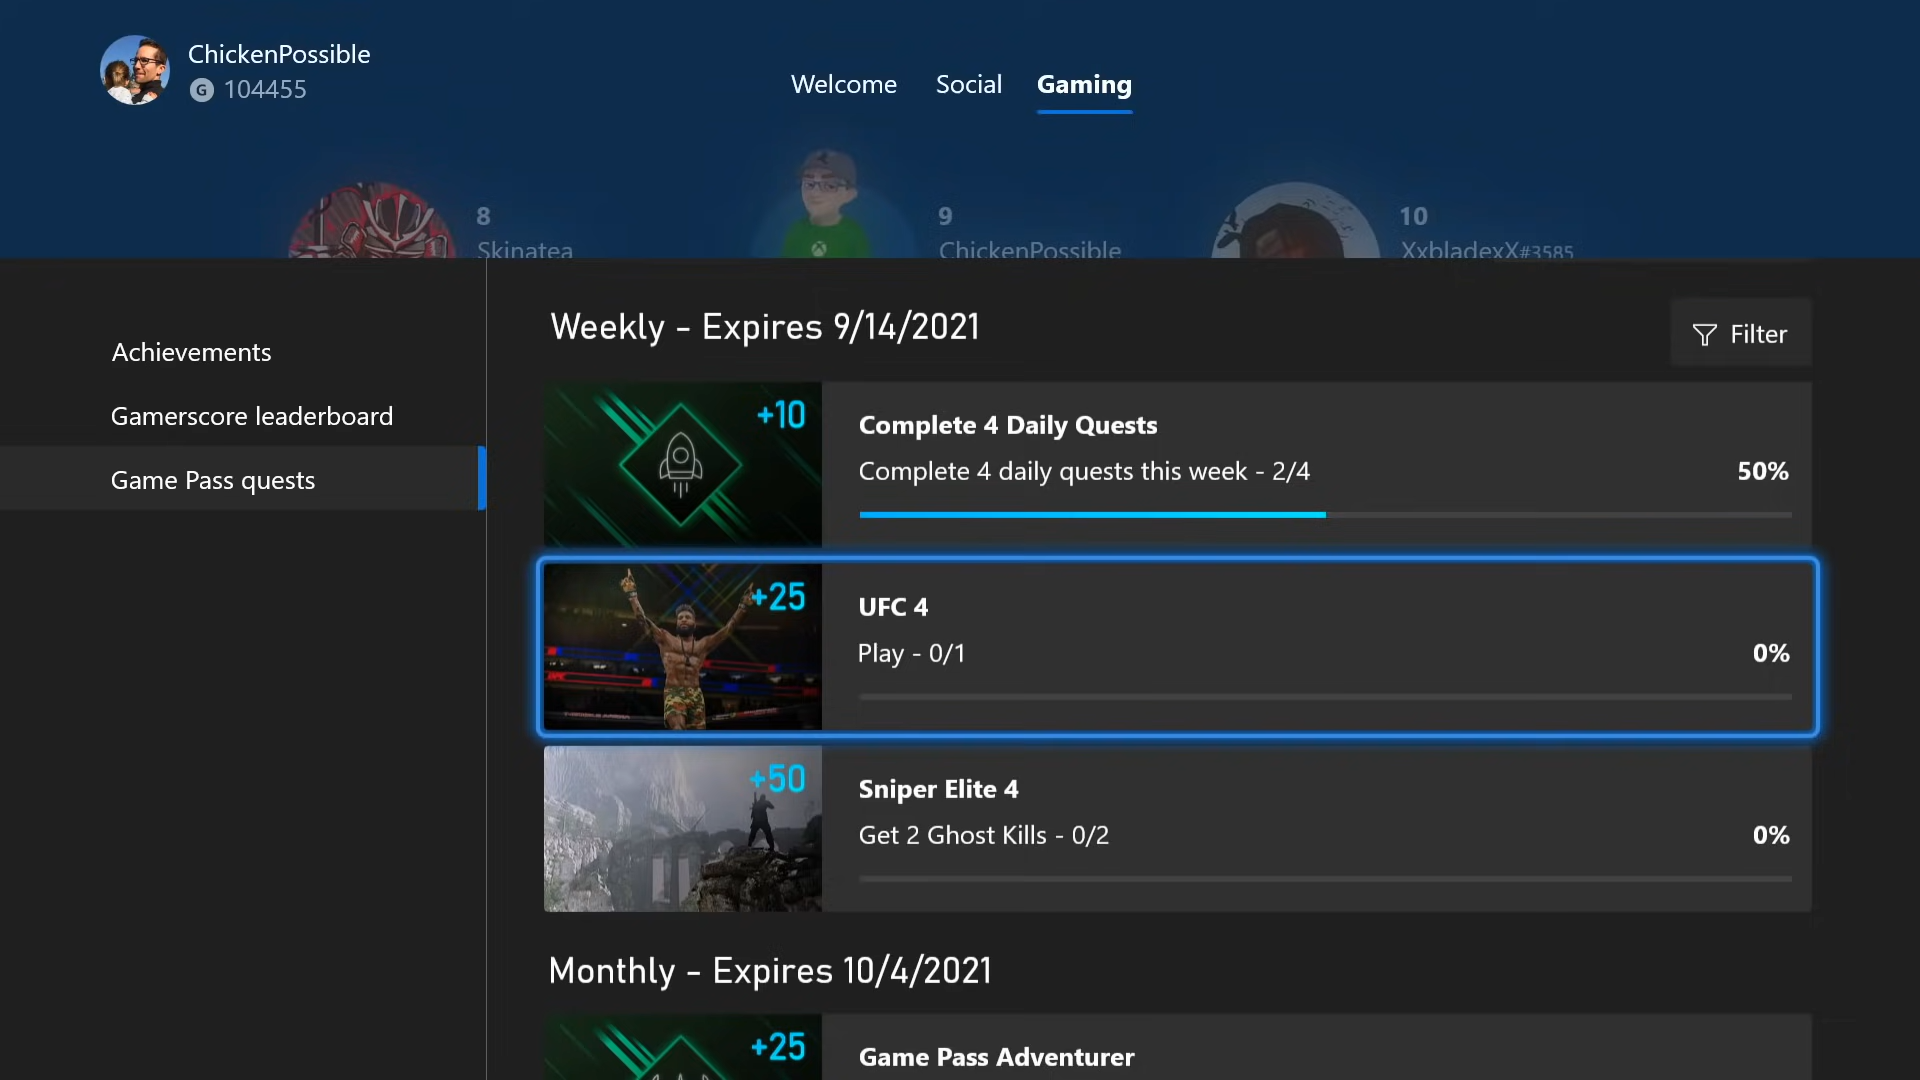 ChickenPossible
G 104455
Welcome
Social
Gaming
8
Skinatea
9
ChickenPossible
10
XxbladexX#3585
Achievements
Gamerscore leaderboard
Game Pass quests
Weekly - Expires 9/14/2021
Filter
+10
Complete 4 Daily Quests
Complete 4 daily quests this week - 2/4
50%
+25
UFC 4
Play - 0/1
0%
+50
Sniper Elite 4
Get 2 Ghost Kills - 0/2
0%
Monthly - Expires 10/4/2021
+25
Game Pass Adventurer